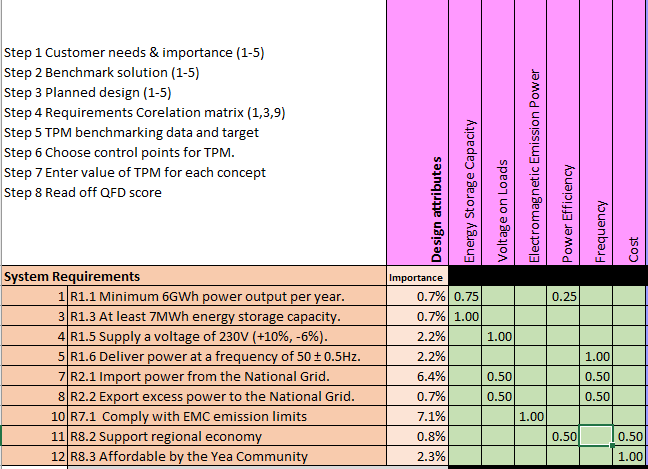 Step 1 Customer needs & importance (1-5)
Step 2 Benchmark solution (1-5)
Step 3 Planned design (1-5)
Step 4 Requirements Corelation matrix (1,3,9)
Step 5 TPM benchmarking data and target
Step 6 Choose control points for TPM.
Step 7 Enter value of TPM for each concept
Step 8 Read off QFD score
Design attributes
Energy Storage Capacity
Voltage on Loads
Electromagnetic Emission Power
Power Efficiency
Frequency
Cost
System Requirements Importance
1 R1.1 Minimum 6GWh power output per year. 0.7% 0.75 0.25
3 R1.3 At least 7MWh energy storage capacity. 0.7% 1.00
4 R1.5 Supply a voltage of 230V (+10%, -6%). 2.2% 1.00
5 R1.6 Deliver power at a frequency of 50 ± 0.5Hz. 2.2% 1.00
7 R2.1 Import power from the National Grid. 6.4% 0.50 0.50
8 R2.2 Export excess power to the National Grid. 0.7% 0.50 0.50
10 R7.1 Comply with EMC emission limits 7.1% 1.00
11 R8.2 Support regional economy 0.8% 0.50 0.50
12 R8.3 Affordable by the Yea Community 2.3% 1.00